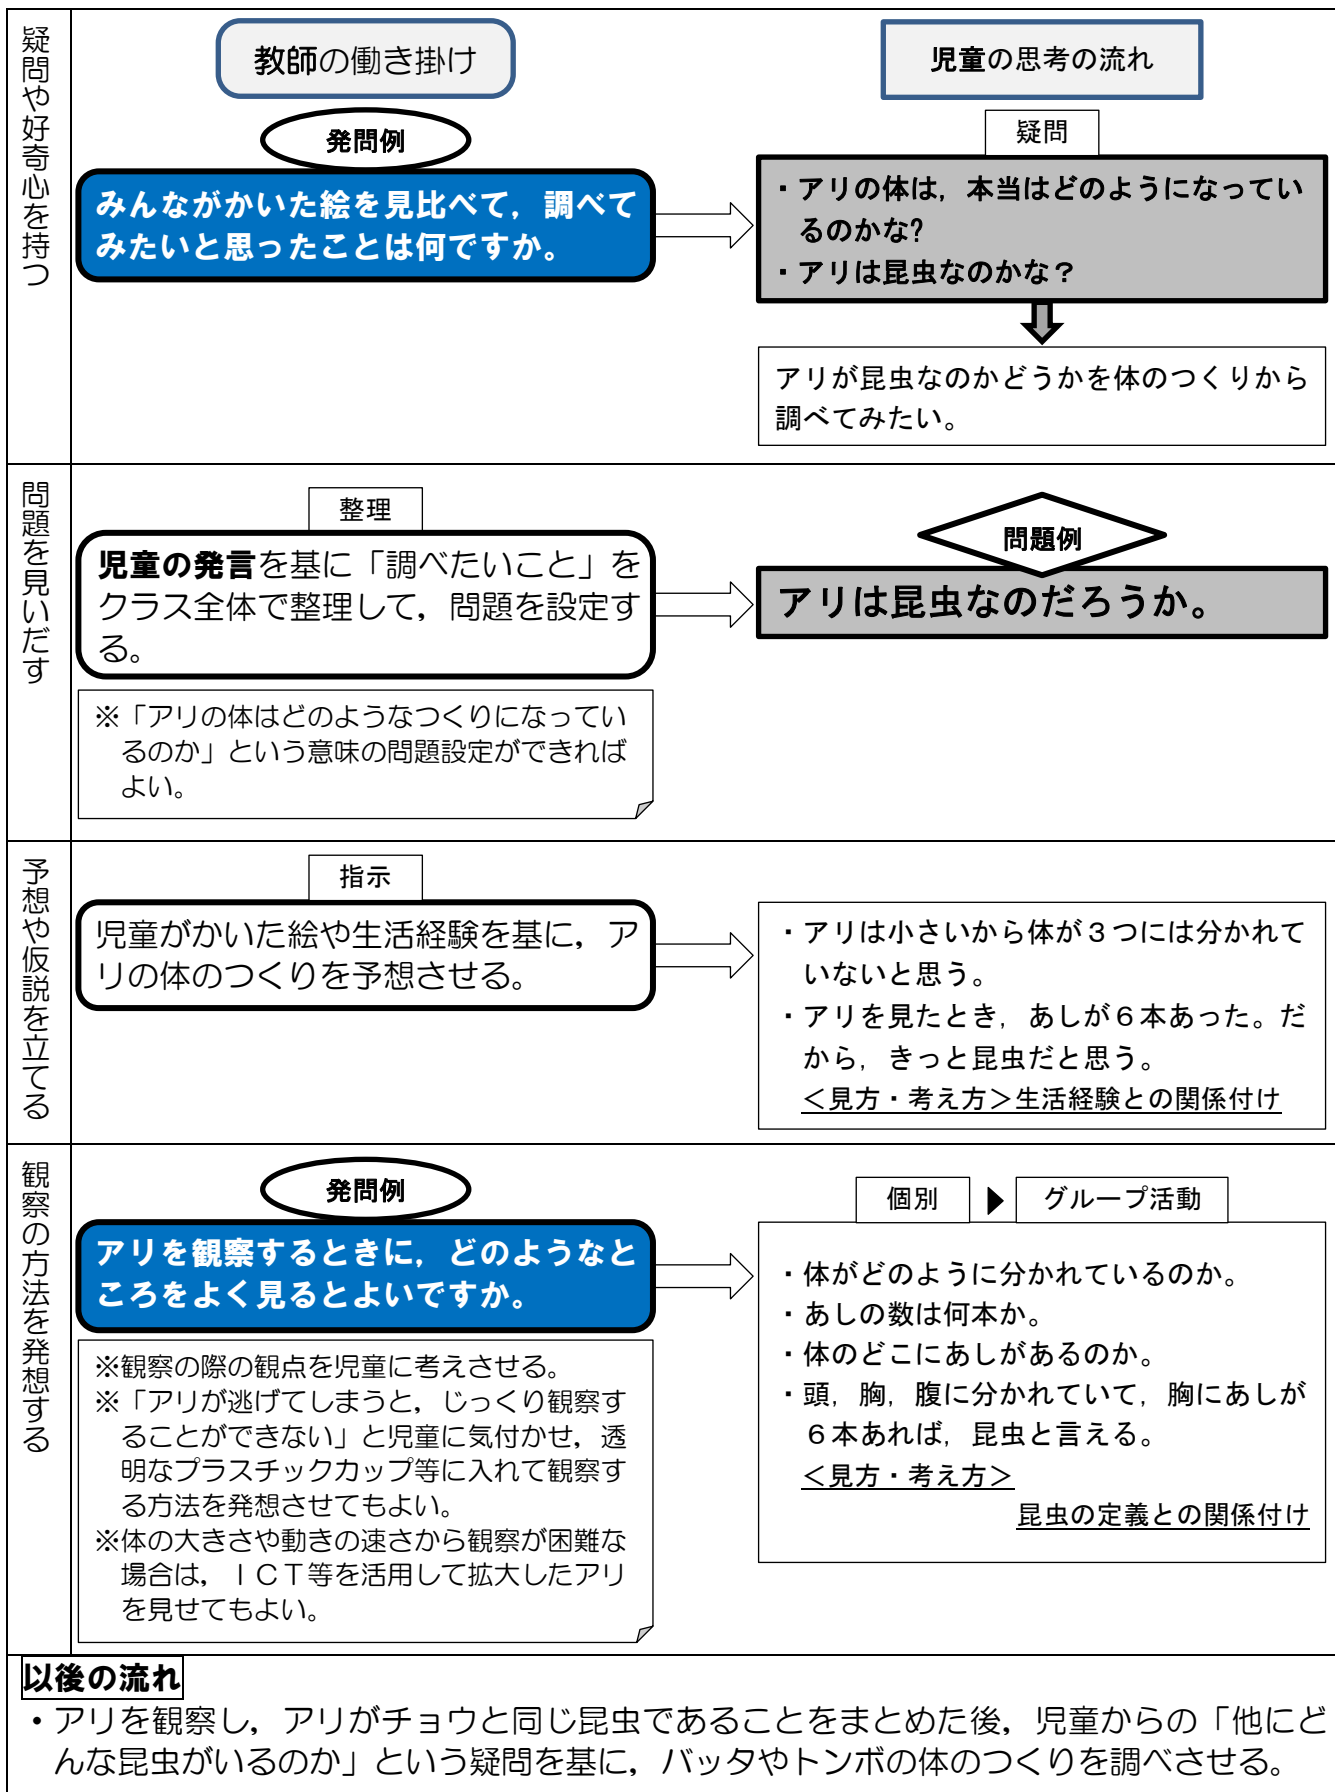 疑問や好奇心を持つ
教師の働き掛け
児童の思考の流れ
発問例
みんながかいた絵を見比べて，調べて
みたいと思ったことは何ですか。
疑問
・アリの体は，本当はどのようになってい
るのかな?
・アリは昆虫なのかな？
アリが昆虫なのかどうかを体のつくりから
調べてみたい。
問題を見いだす
整理
児童の発言を基に「調べたいこと」を
クラス全体で整理して，問題を設定す
る。
※「アリの体はどのようなつくりになってい
るのか」という意味の問題設定ができれば
よい。
問題例
アリは昆虫なのだろうか。
予想や仮説を立てる
指示
児童がかいた絵や生活経験を基に，ア
リの体のつくりを予想させる。
・アリは小さいから体が３つには分かれて
いないと思う。
・アリを見たとき，あしが６本あった。だ
から，きっと昆虫だと思う。
＜見方・考え方＞生活経験との関係付け
観察の方法を発想する
発問例
アリを観察するときに，どのようなと
ころをよく見るとよいですか。
※観察の際の観点を児童に考えさせる。
※「アリが逃げてしまうと，じっくり観察す
ることができない」と児童に気付かせ，透
明なプラスチックカップ等に入れて観察す
る方法を発想させてもよい。
※体の大きさや動きの速さから観察が困難な
場合は，ＩＣＴ等を活用して拡大したアリ
を見せてもよい。
個別
グループ活動
・体がどのように分かれているのか。
・あしの数は何本か。
・体のどこにあしがあるのか。
・頭，胸，腹に分かれていて，胸にあしが
６本あれば，昆虫と言える。
＜見方・考え方＞
昆虫の定義との関係付け
以後の流れ
・アリを観察し，アリがチョウと同じ昆虫であることをまとめた後，児童からの「他にど
んな昆虫がいるのか」という疑問を基に，バッタやトンボの体のつくりを調べさせる。